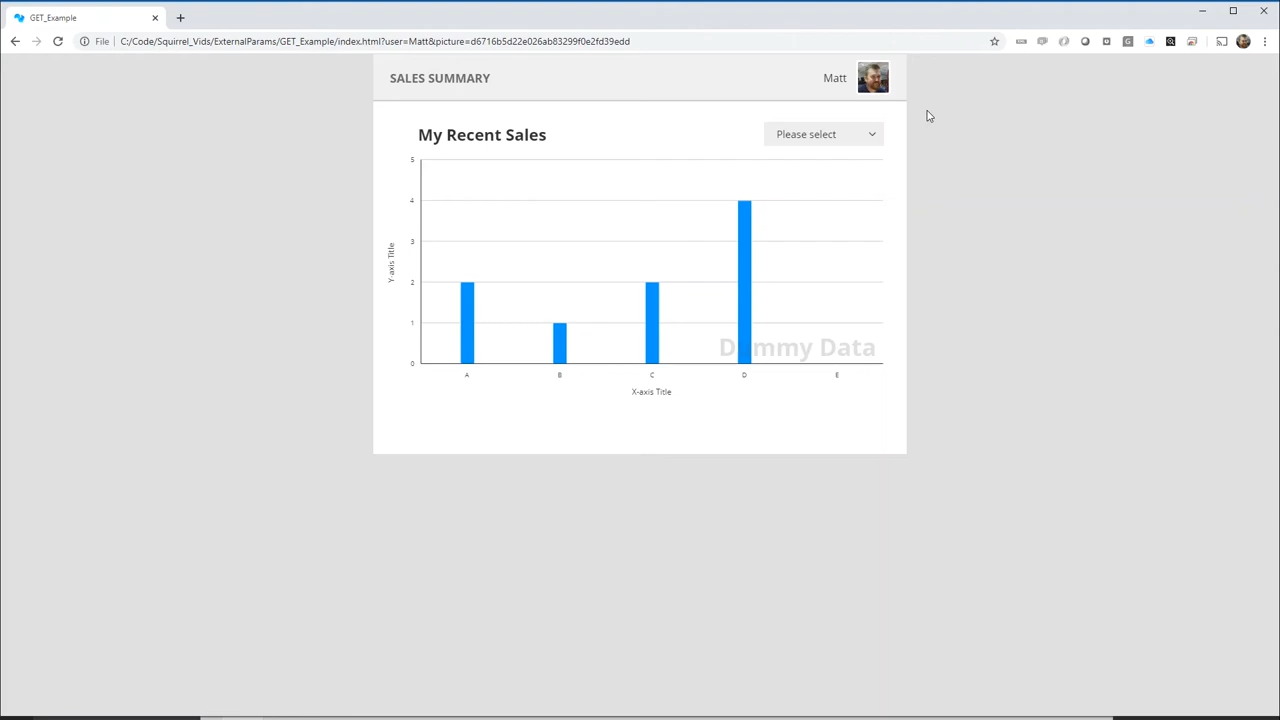 GET_Example
File C:/Code/Squirrel_Vids/ExternalParams/GET_Example/index.html?user=Matt&picture=d6716b5d22e026ab83299f0e2fd39edd
SALES SUMMARY
Matt
My Recent Sales
Please select
5
4
3
2
1
0
Y-axis Title
Dummy Data
A B C D E
X-axis Title